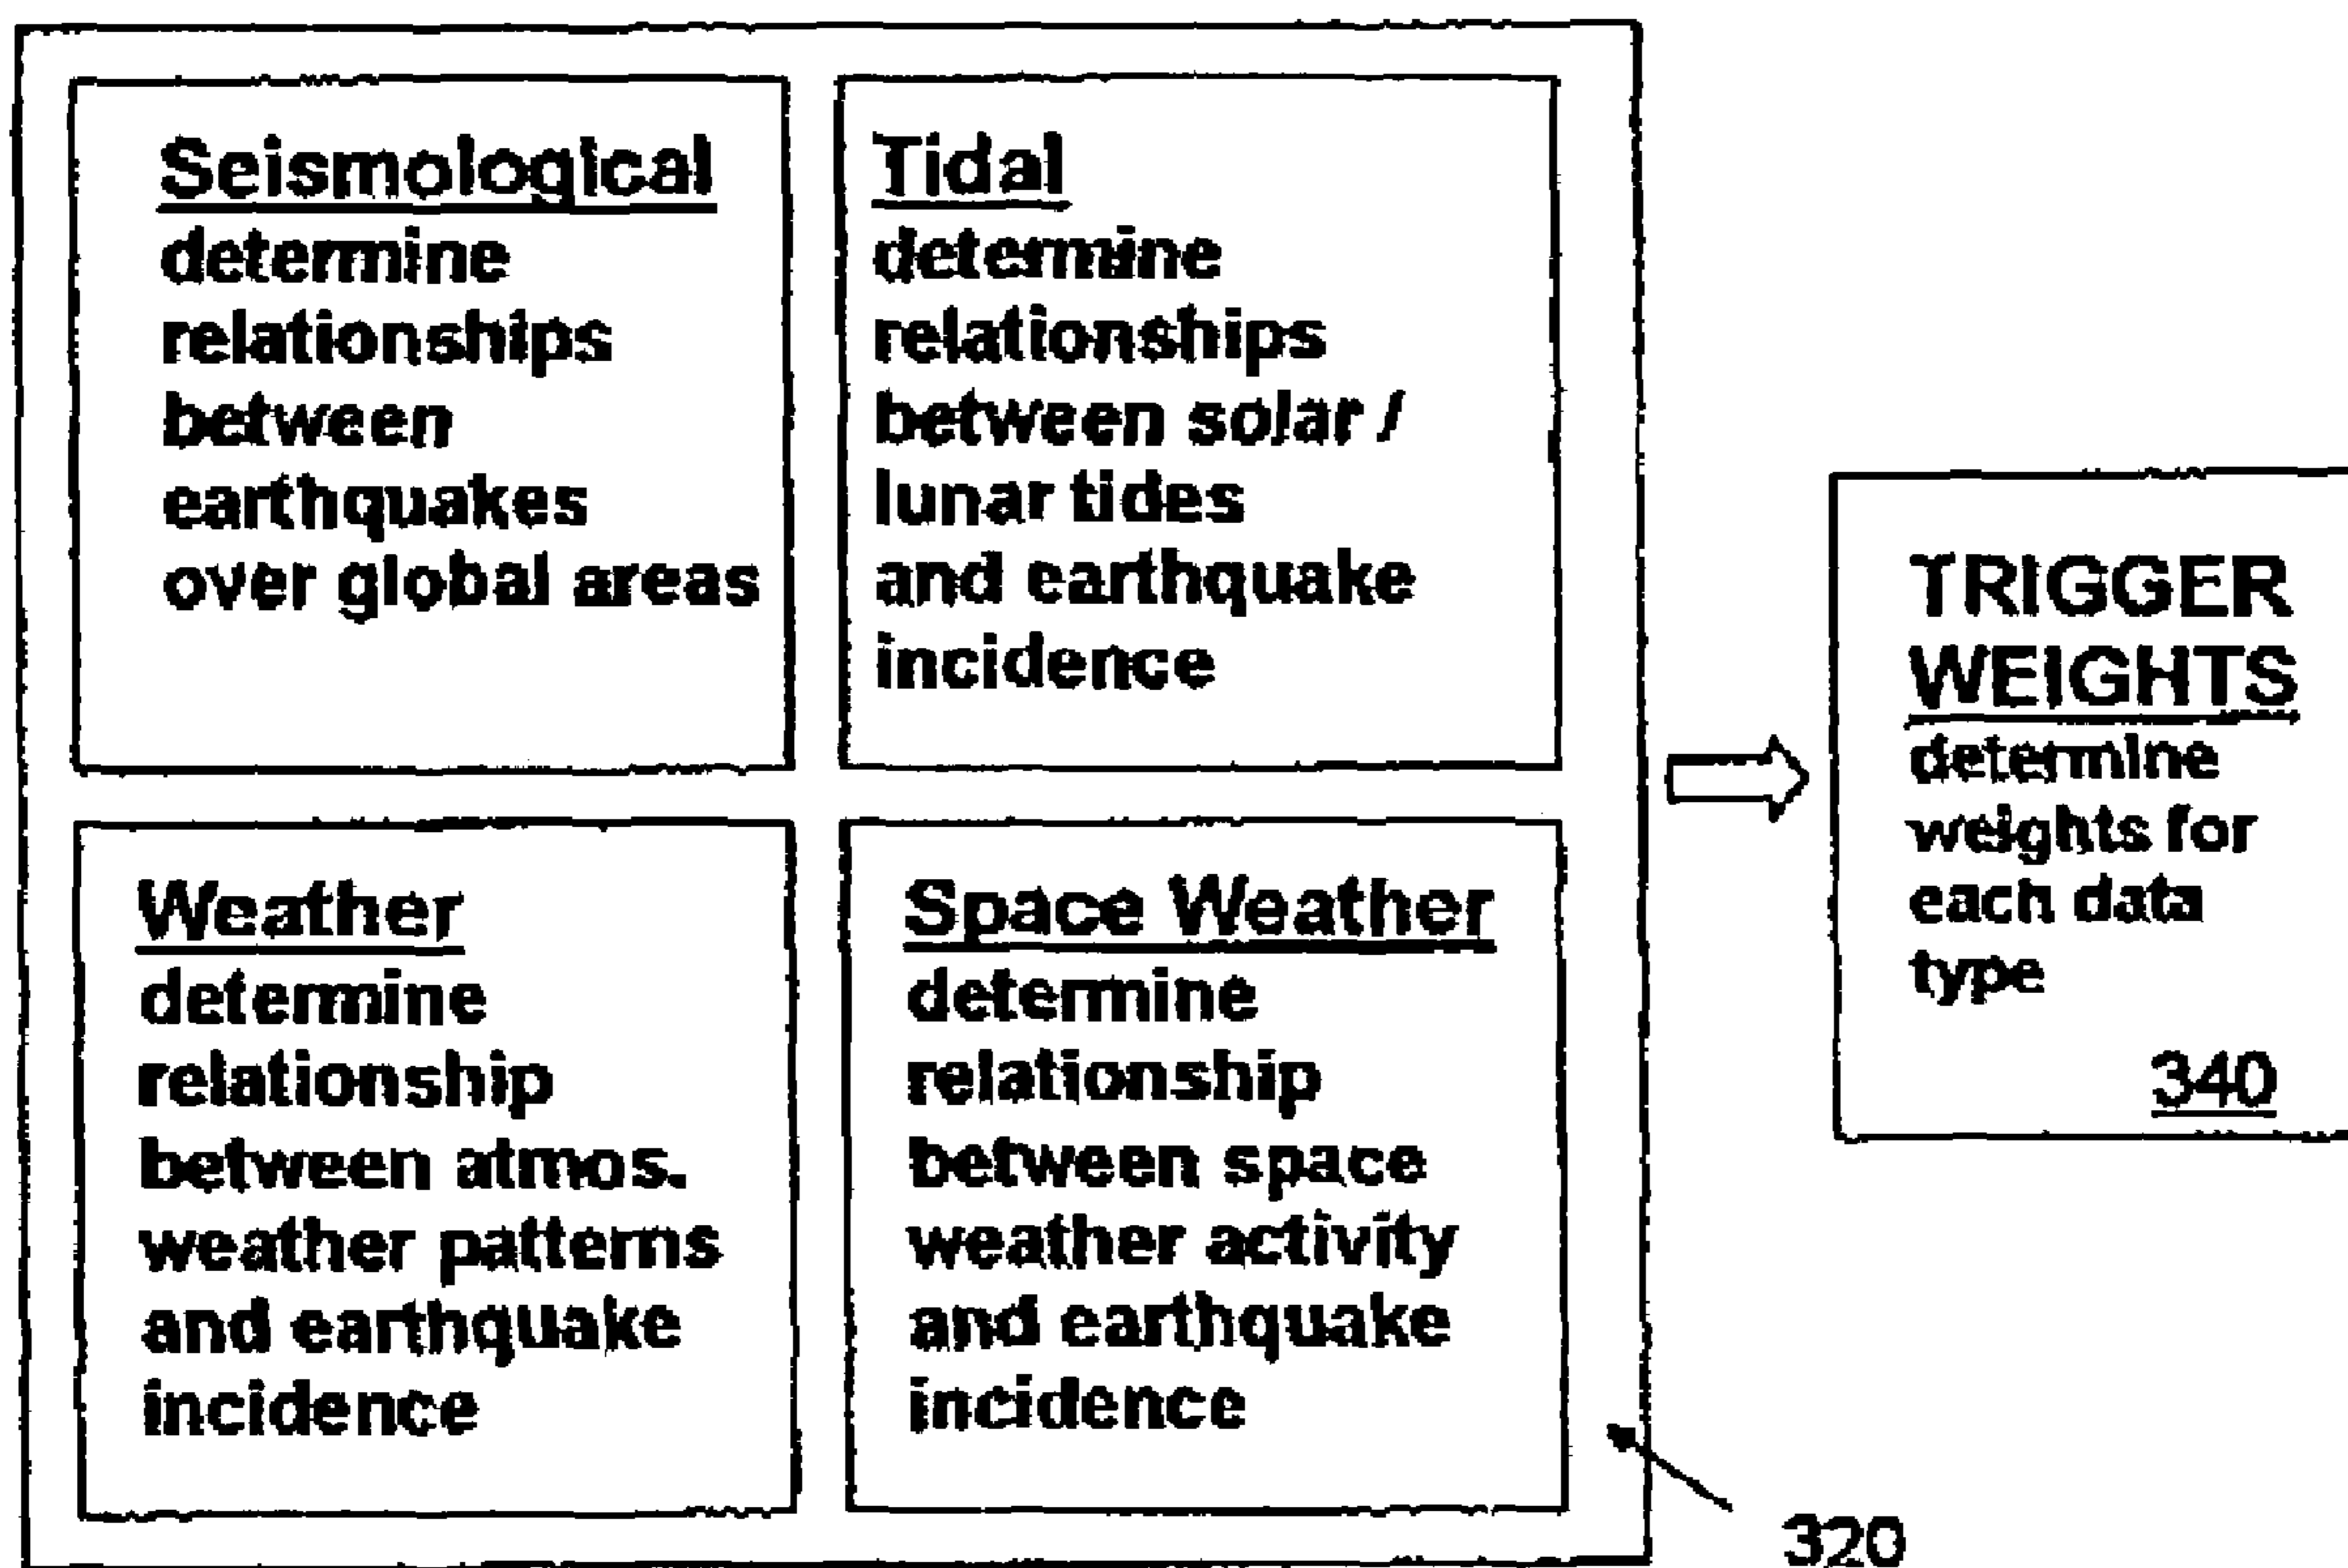 Seismological
determine
relationships
between
earthquakes
over global areas
Tidal
determine
relationships
between solar /
lunar tides
and earthquake
incidence
Weather
determine
relationship
between atmos.
weather patterns
and earthquake
incidence
Space Weather
determine
relationship
between space
weather activity
and earthquake
incidence
320
TRIGGER
WEIGHTS
determine
weights for
each data
type
340